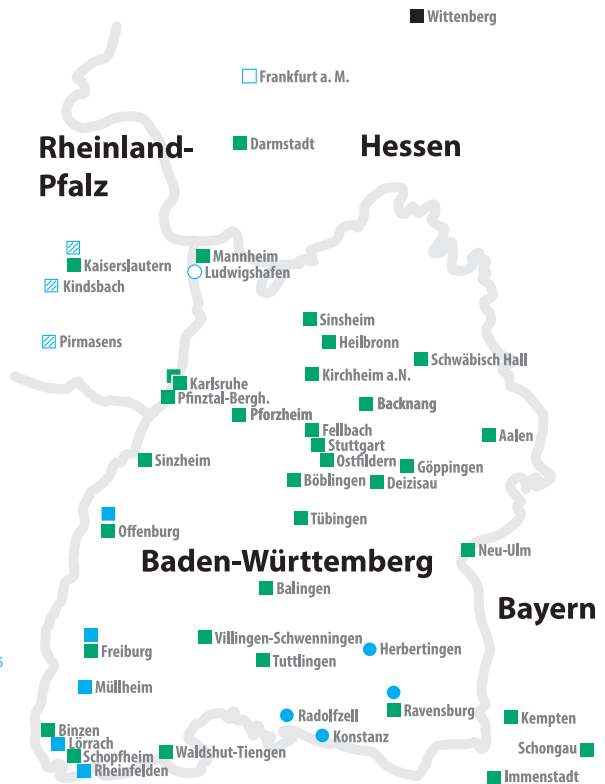 Wittenberg
Frankfurt a. M.
Darmstadt
Hessen
Rheinland-
Pfalz
Mannheim
Kaiserslautern
Ludwigshafen
Kindsbach
Sinsheim
Pirmasens
Heilbronn
Schwäbisch Hall
Kirchheim a.N.
Karlsruhe
Pfinztal-Bergh.
Backnang
Pforzheim
Fellbach
Aalen
Stuttgart
Sinzheim
Ostfildern
Göppingen
Böblingen
Deizisau
Tübingen
Offenburg
Neu-Ulm
Baden-Württemberg
Balingen
Bayern
Villingen-Schwenningen
Freiburg
Herbertingen
Tuttlingen
5
Müllheim
Ravensburg
Radolfzell
Kempten
Binzen
Konstanz
Lörrach
Schongau
Schopfheim
Waldshut-Tiengen
Rheinfelden
Immenstadt